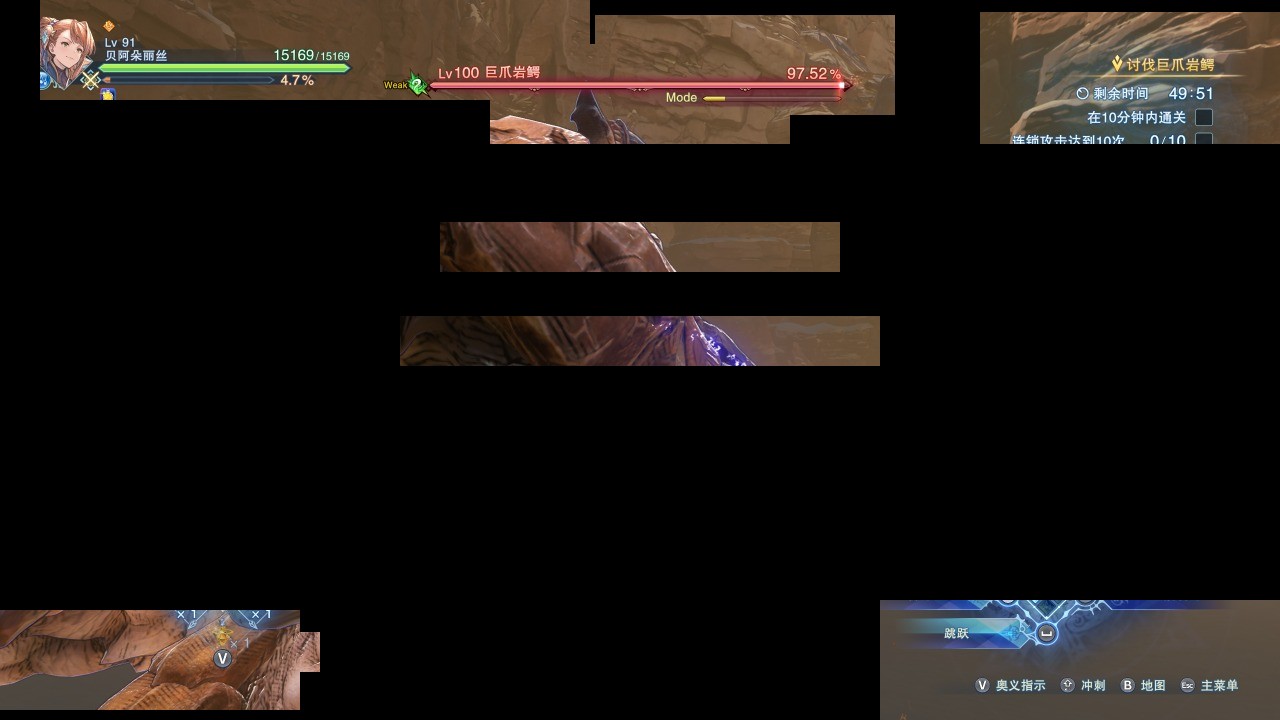 Lv 91
贝阿朵丽丝
15169/15169
4.7%
Weak
Lv100 巨爪岩鳄
97.52%
Mode
讨伐巨爪岩鳄
剩余时间 49:51
在10分钟内通关
连锁攻击达到10次 0/10
×1 ×1
×1
V
跳跃
V 奥义指示 冲刺 B 地图 Esc 主菜单